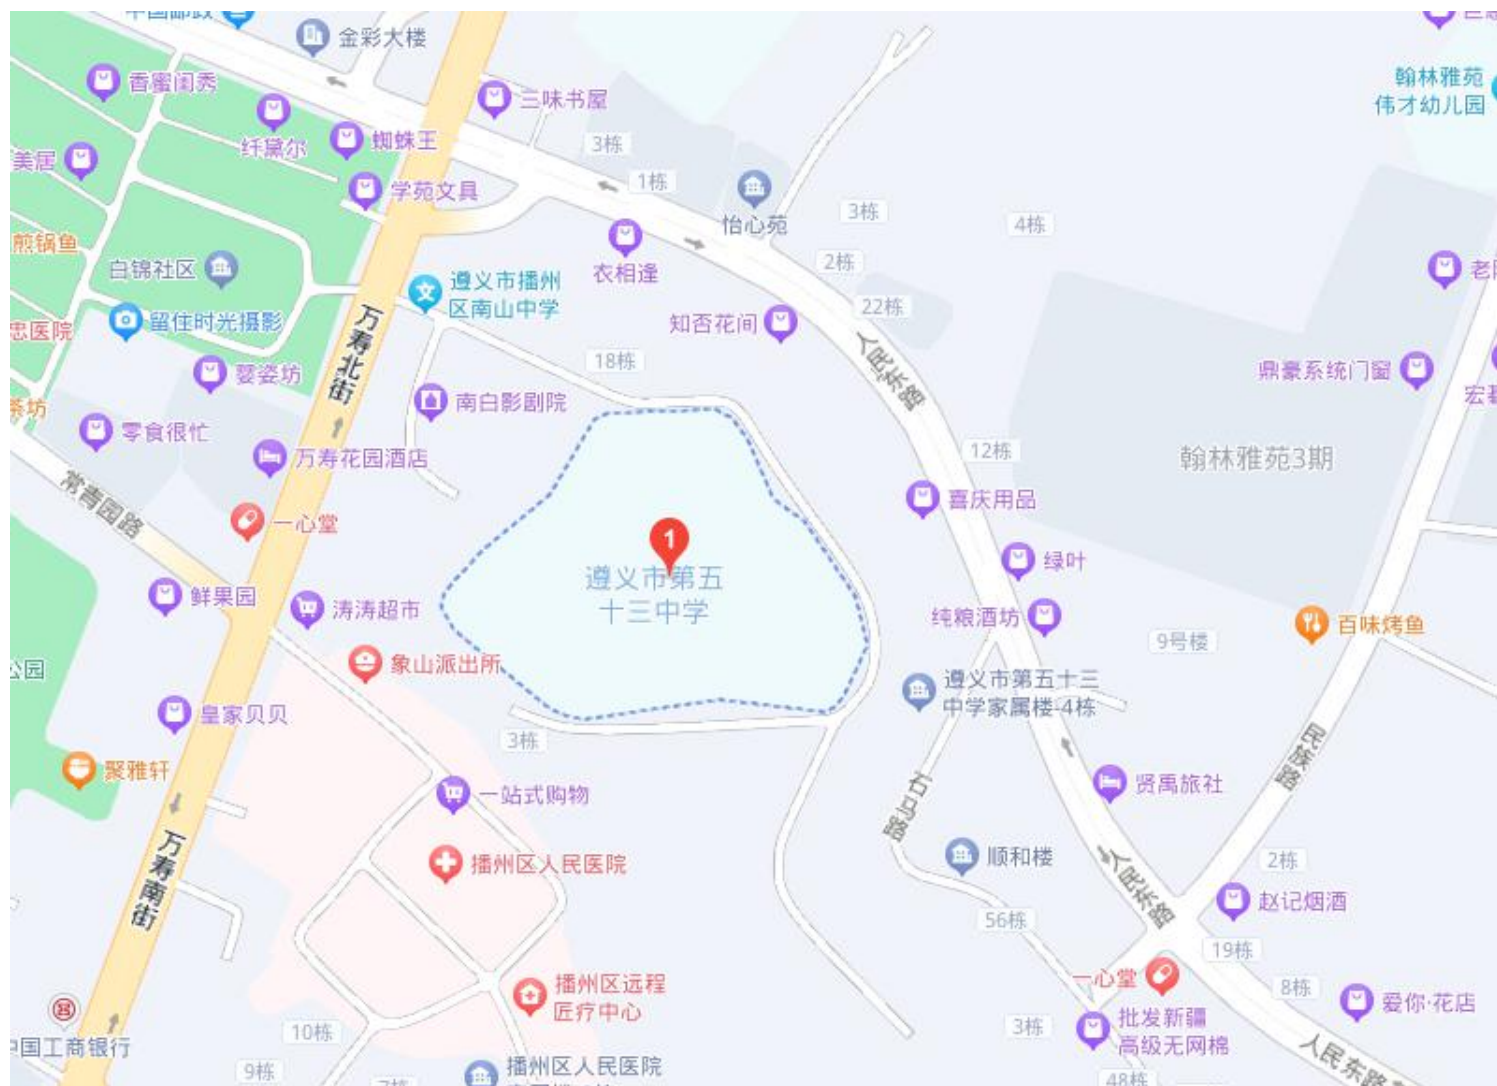 中国邮政
金彩大楼
香蜜闺秀
三味书屋
翰林雅苑
伟才幼儿园
纤黛尔
蜘蛛王
3栋
美居
学苑文具
1栋
怡心苑
3栋
4栋
煎锅鱼
白锦社区
遵义市播州
区南山中学
衣相逢
2栋
22栋
忠医院
留住时光摄影
万寿北街
知否花间
人民东路
18栋
婴姿坊
鼎豪系统门窗
茶坊
零食很忙
南白影剧院
万寿花园酒店
12栋
翰林雅苑3期
常青园路
一心堂
喜庆用品
1
遵义市第五
十三中学
绿叶
鲜果园
涛涛超市
纯粮酒坊
9号楼
百味烤鱼
公园
象山派出所
遵义市第五十三
中学家属楼-4栋
皇家贝贝
3栋
民族路
聚雅轩
一站式购物
石马路
贤禹旅社
万寿南街
播州区人民医院
顺和楼
人民东路
2栋
赵记烟酒
56栋
19栋
播州区远程
医疗中心
一心堂
8栋
爱你·花店
10栋
3栋
批发新疆
高级无网棉
中国工商银行
9栋
播州区人民医院
人民东路
48栋